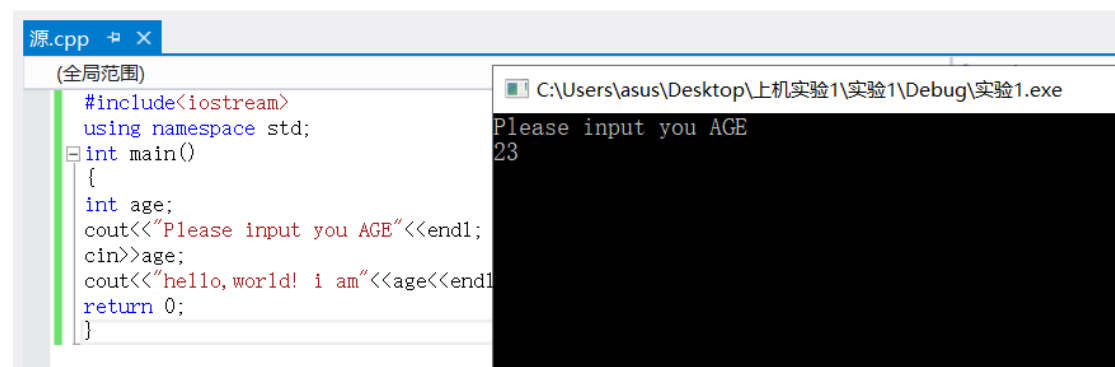 源.cpp
(全局范围)
#include<iostream>
using namespace std;
int main()
{
int age;
cout<<"Please input you AGE"<<endl;
cin>>age;
cout<<"hello,world! i am"<<age<<endl
return 0;
}
C:\Users\asus\Desktop\上机实验1\实验1\Debug\实验1.exe
Please input you AGE
23